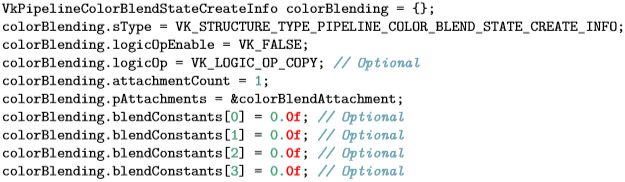 VkPipelineColorBlendStateCreateInfo colorBlending = {};
colorBlending.sType = VK_STRUCTURE_TYPE_PIPELINE_COLOR_BLEND_STATE_CREATE_INFO;
colorBlending.logicOpEnable = VK_FALSE;
colorBlending.logicOp = VK_LOGIC_OP_COPY; // Optional
colorBlending.attachmentCount = 1;
colorBlending.pAttachments = &colorBlendAttachment;
colorBlending.blendConstants[0] = 0.0f; // Optional
colorBlending.blendConstants[1] = 0.0f; // Optional
colorBlending.blendConstants[2] = 0.0f; // Optional
colorBlending.blendConstants[3] = 0.0f; // Optional